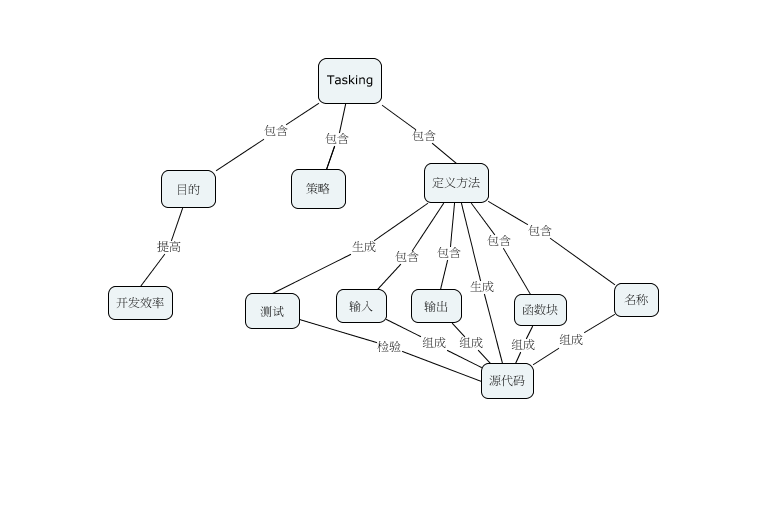 Tasking
包含
包含
包含
目的
策略
定义方法
提高
生成
包含
包含
生成
包含
包含
开发效率
测试
输入
输出
函数块
名称
检验
组成
组成
组成
组成
源代码